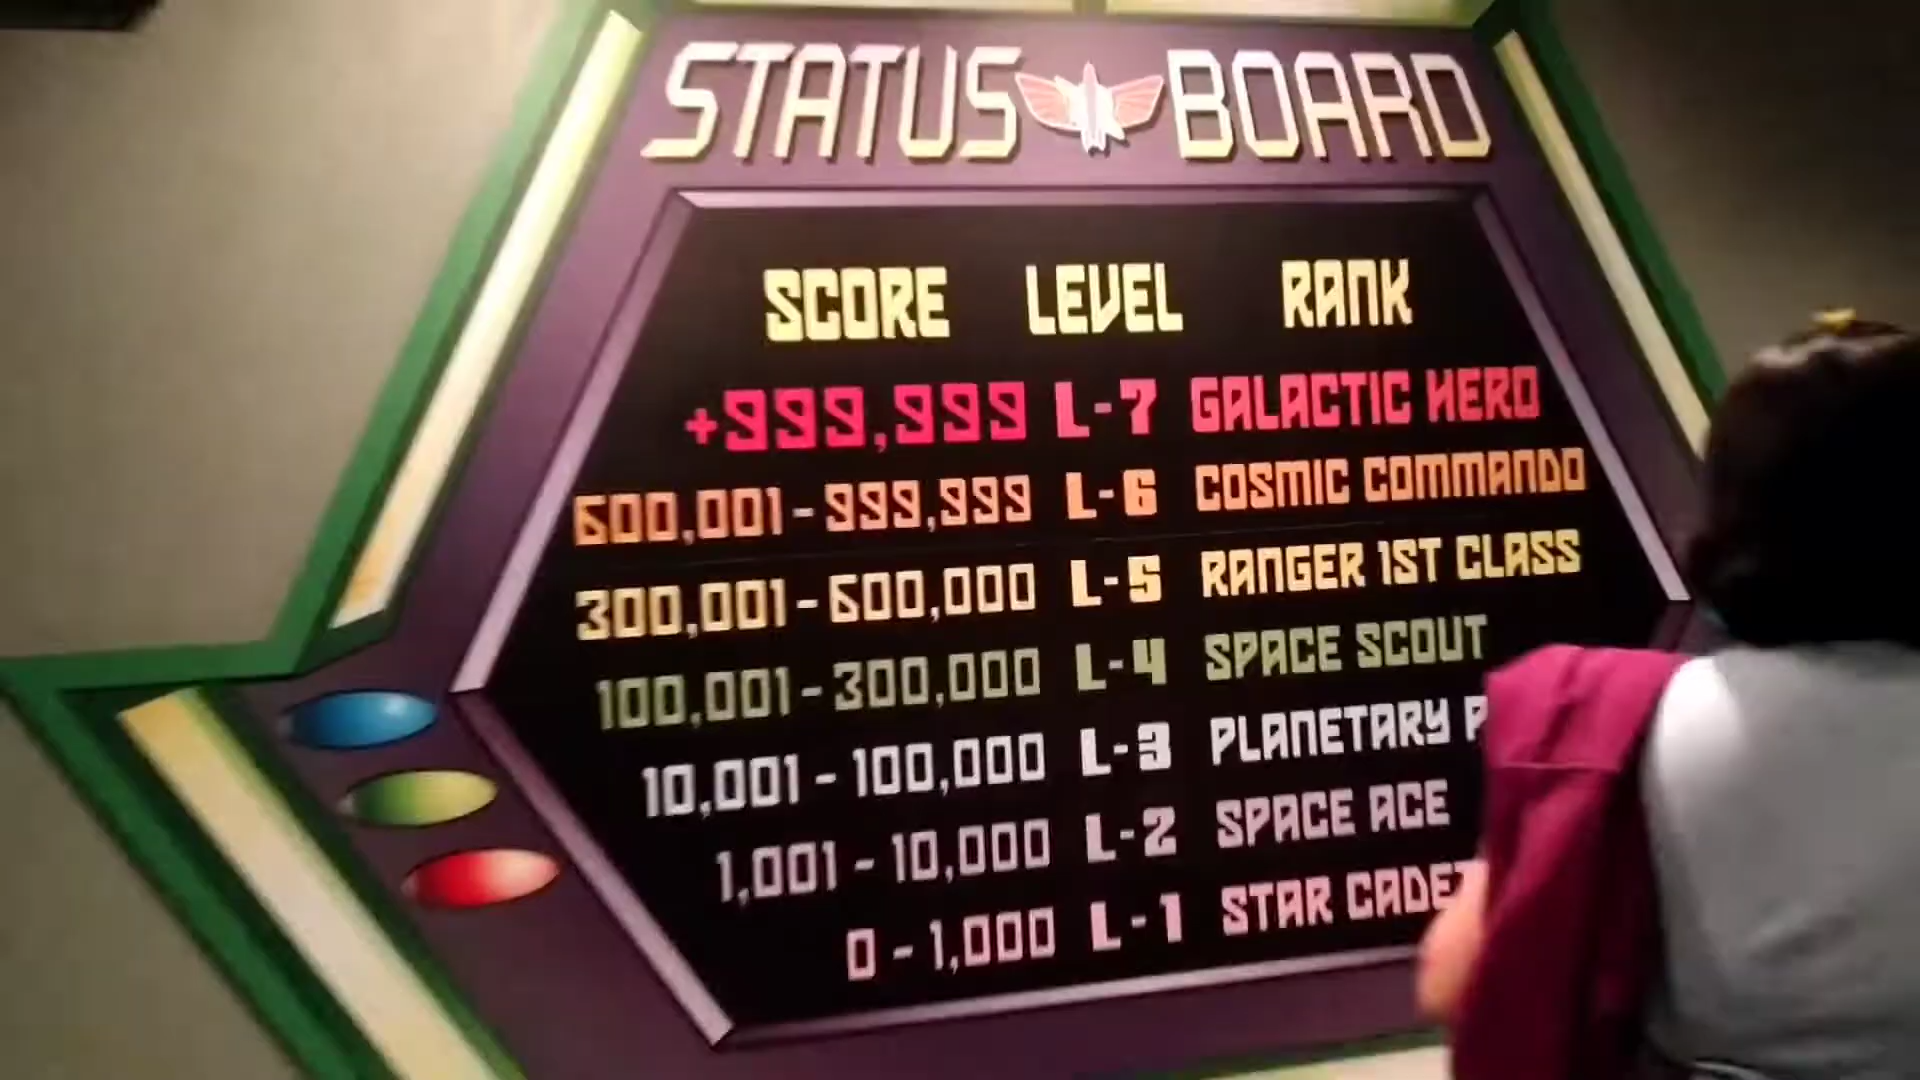 STATUS BOARD
SCORE LEVEL RANK
+999,999 L-7 GALACTIC HERO
600,001-999,999 L-6 COSMIC COMMANDO
300,001-600,000 L-5 RANGER 1ST CLASS
100,001-300,000 L-4 SPACE SCOUT
10,001-100,000 L-3 PLANETARY
1,001-10,000 L-2 SPACE ACE
0-1,000 L-1 STAR CADET